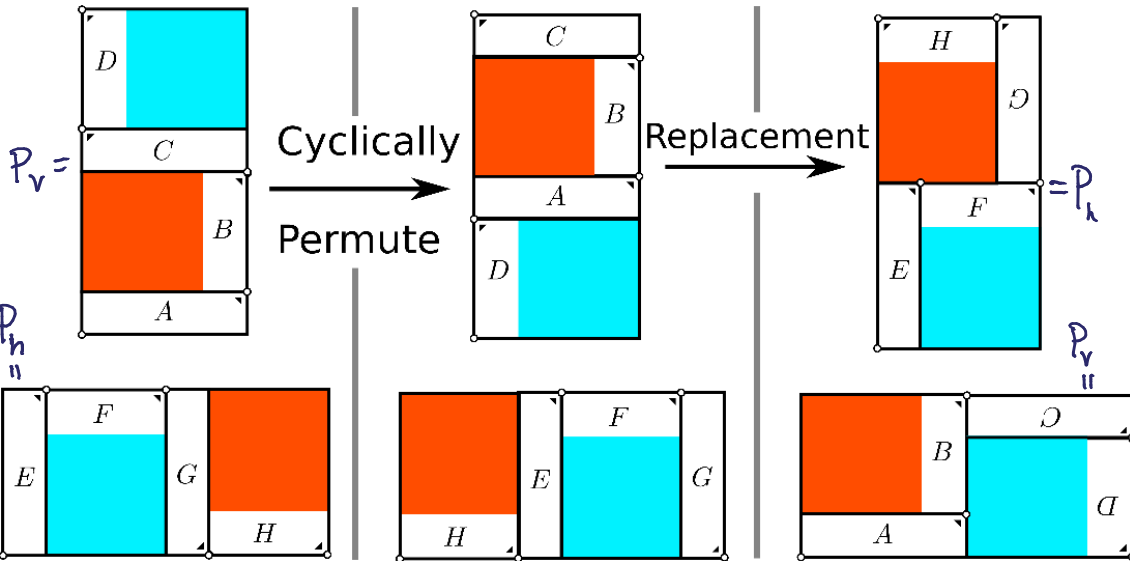 D
C
P_v =
B
A
Cyclically
Permute
C
B
A
D
Replacement
H
G
F
E
= P_h
P_h
=
E
F
G
H
H
E
F
G
P_v
=
B
A
C
D